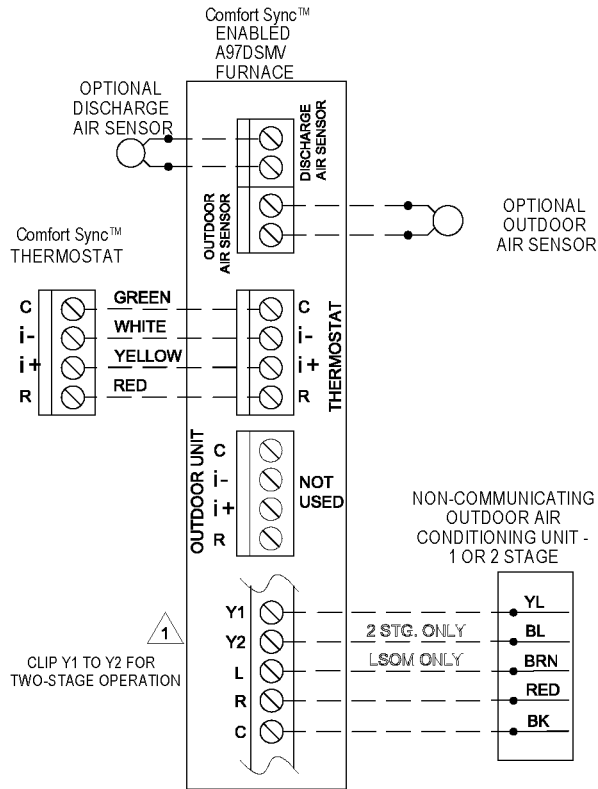 Comfort Sync™
ENABLED
A97DSMV
FURNACE
OPTIONAL
DISCHARGE
AIR SENSOR
DISCHARGE
AIR SENSOR
OUTDOOR
AIR SENSOR
OPTIONAL
OUTDOOR
AIR SENSOR
Comfort Sync™
THERMOSTAT
C GREEN C
i- WHITE i-
i+ YELLOW i+
R RED R
THERMOSTAT
OUTDOOR UNIT
C
i-
i+
R
NOT
USED
NON-COMMUNICATING
OUTDOOR AIR
CONDITIONING UNIT -
1 OR 2 STAGE
Y1 YL
Y2 2 STG. ONLY BL
L LSOM ONLY BRN
R RED
C BK
1
CLIP Y1 TO Y2 FOR
TWO-STAGE OPERATION